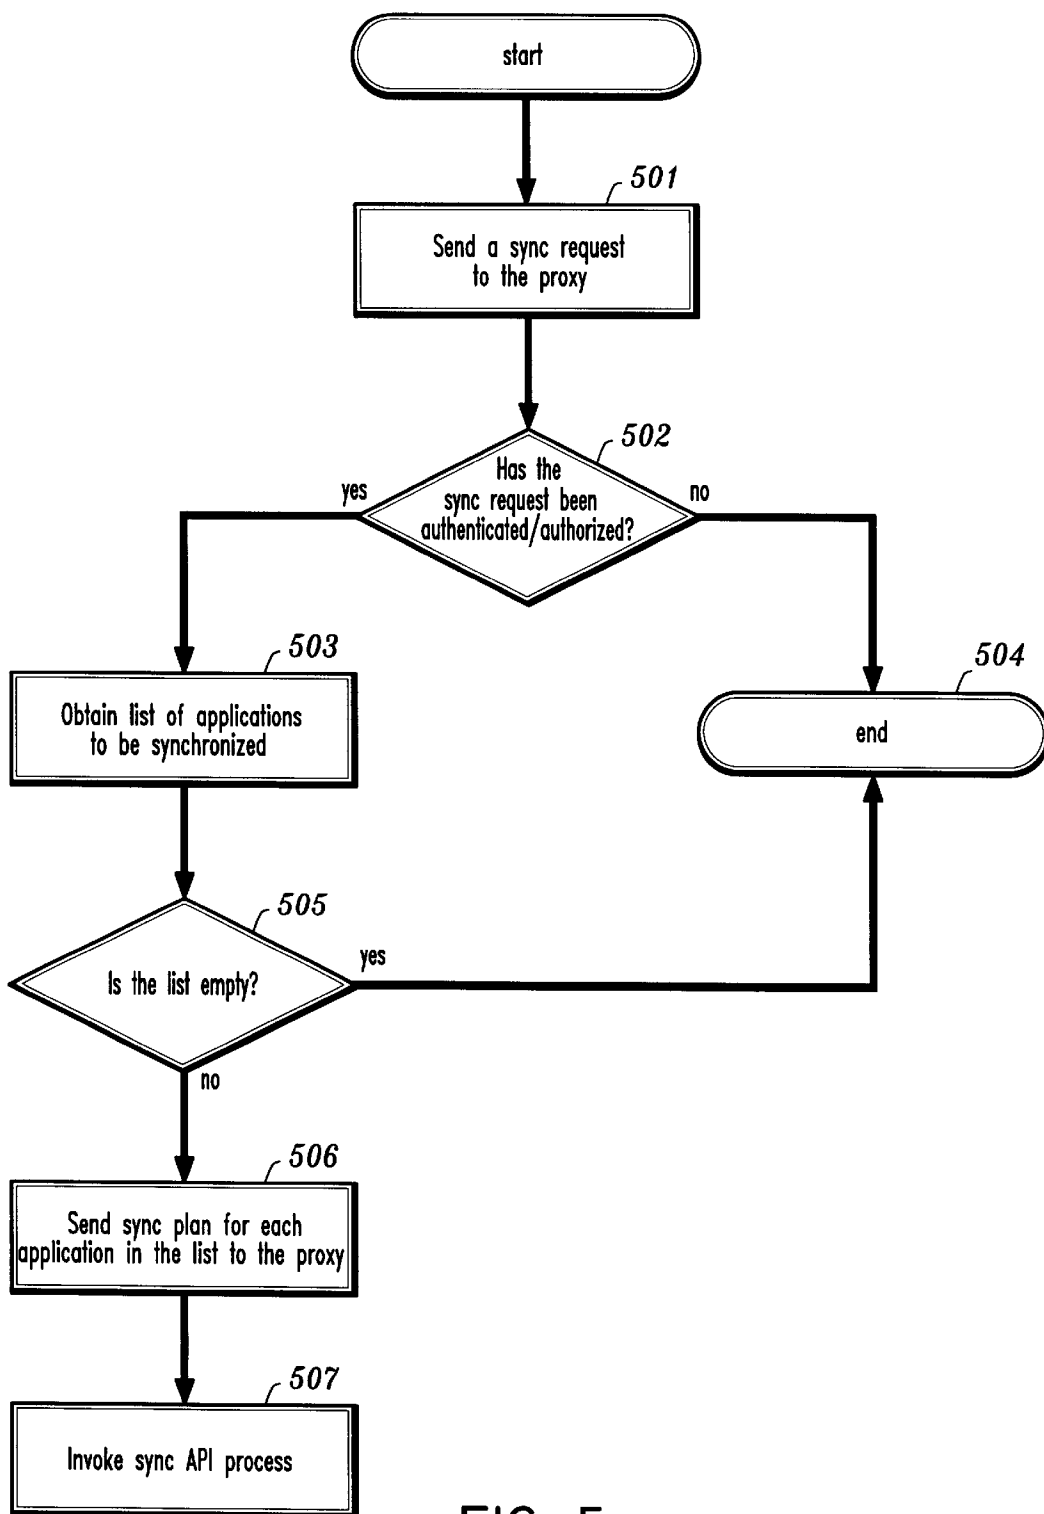 start
501
Send a sync request
to the proxy
502
Has the
sync request been
authenticated/authorized?
yes
no
503
Obtain list of applications
to be synchronized
504
end
505
Is the list empty?
yes
no
506
Send sync plan for each
application in the list to the proxy
507
Invoke sync API process